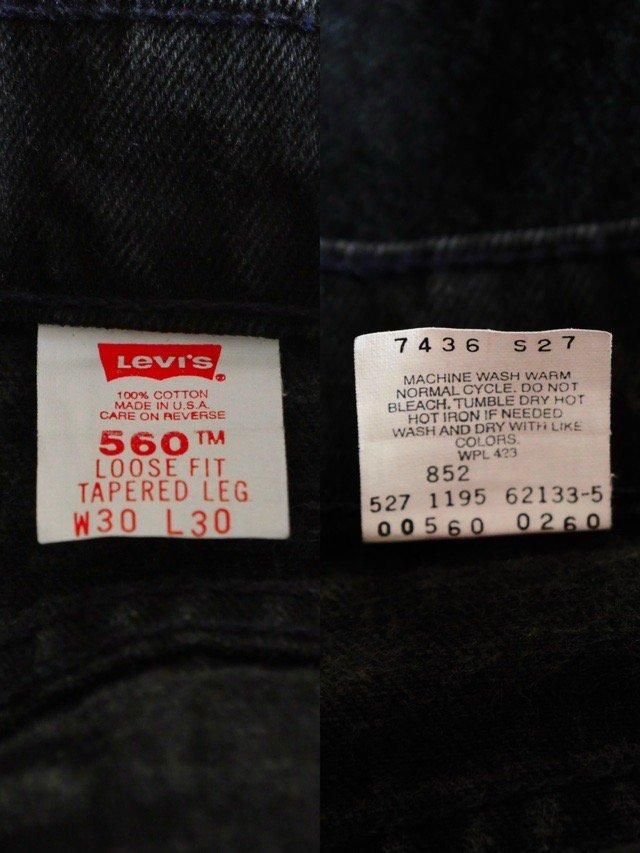 LEVI'S
100% COTTON
MADE IN U.S.A.
CARE ON REVERSE
560™
LOOSE FIT
TAPERED LEG
W30 L30
7436 S27
MACHINE WASH WARM
NORMAL CYCLE. DO NOT
BLEACH. TUMBLE DRY HOT
HOT IRON IF NEEDED
WASH AND DRY WITH LIKE
COLORS.
WPL 423
852
527 1195 62133-5
00560 0260